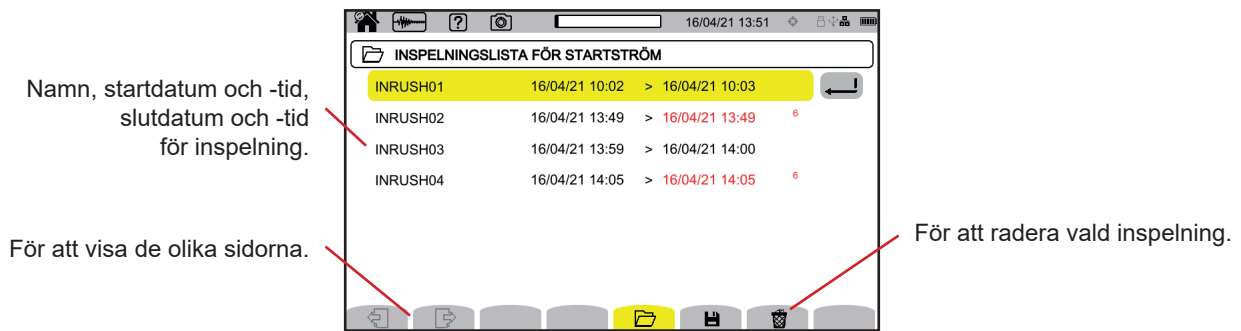 16/04/21 13:51
INSPELNINGSLISTA FÖR STARTSTRÖM
INRUSH01 16/04/21 10:02 > 16/04/21 10:03
INRUSH02 16/04/21 13:49 > 16/04/21 13:49 6
INRUSH03 16/04/21 13:59 > 16/04/21 14:00
INRUSH04 16/04/21 14:05 > 16/04/21 14:05 6
Namn, startdatum och -tid,
slutdatum och -tid
för inspelning.
För att visa de olika sidorna.
För att radera vald inspelning.